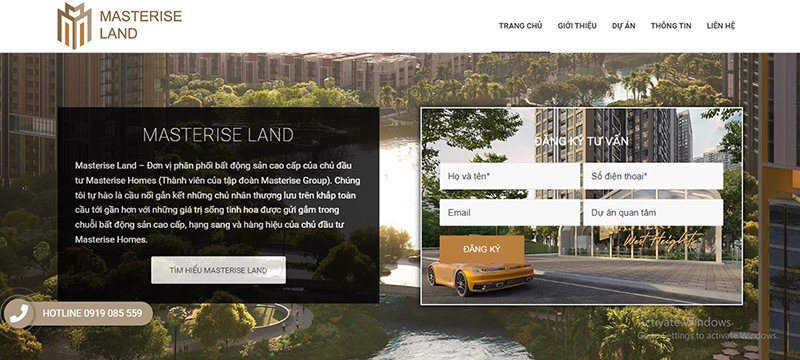 MASTERISE
LAND
TRANG CHỦ GIỚI THIỆU DỰ ÁN THÔNG TIN LIÊN HỆ
MASTERISE LAND
Masterise Land – Đơn vị phân phối bất động sản cao cấp của chủ đầu
tư Masterise Homes (Thành viên của tập đoàn Masterise Group). Chúng
tôi tự hào là cầu nối gắn kết những chủ nhân thượng lưu trên khắp toàn
cầu tới gần hơn với những giá trị sống tinh hoa được gửi gắm trong
chuỗi bất động sản cao cấp, hạng sang và hàng hiệu của chủ đầu tư
Masterise Homes.
TÌM HIỂU MASTERISE LAND
ĐĂNG KÝ TƯ VẤN
Họ và tên* Số điện thoại*
Email Dự án quan tâm
West Heights
ĐĂNG KÝ
HOTLINE 0919 085 559
Activate Windows
Go to Settings to activate Windows.